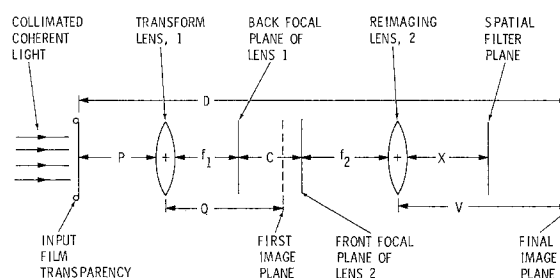 COLLIMATED
COHERENT
LIGHT
TRANSFORM
LENS, 1
BACK FOCAL
PLANE OF
LENS 1
REIMAGING
LENS, 2
SPATIAL
FILTER
PLANE
D
P
f₁
C
f₂
X
Q
V
INPUT
FILM
TRANSPARENCY
FIRST
IMAGE
PLANE
FRONT FOCAL
PLANE OF
LENS 2
FINAL
IMAGE
PLANE